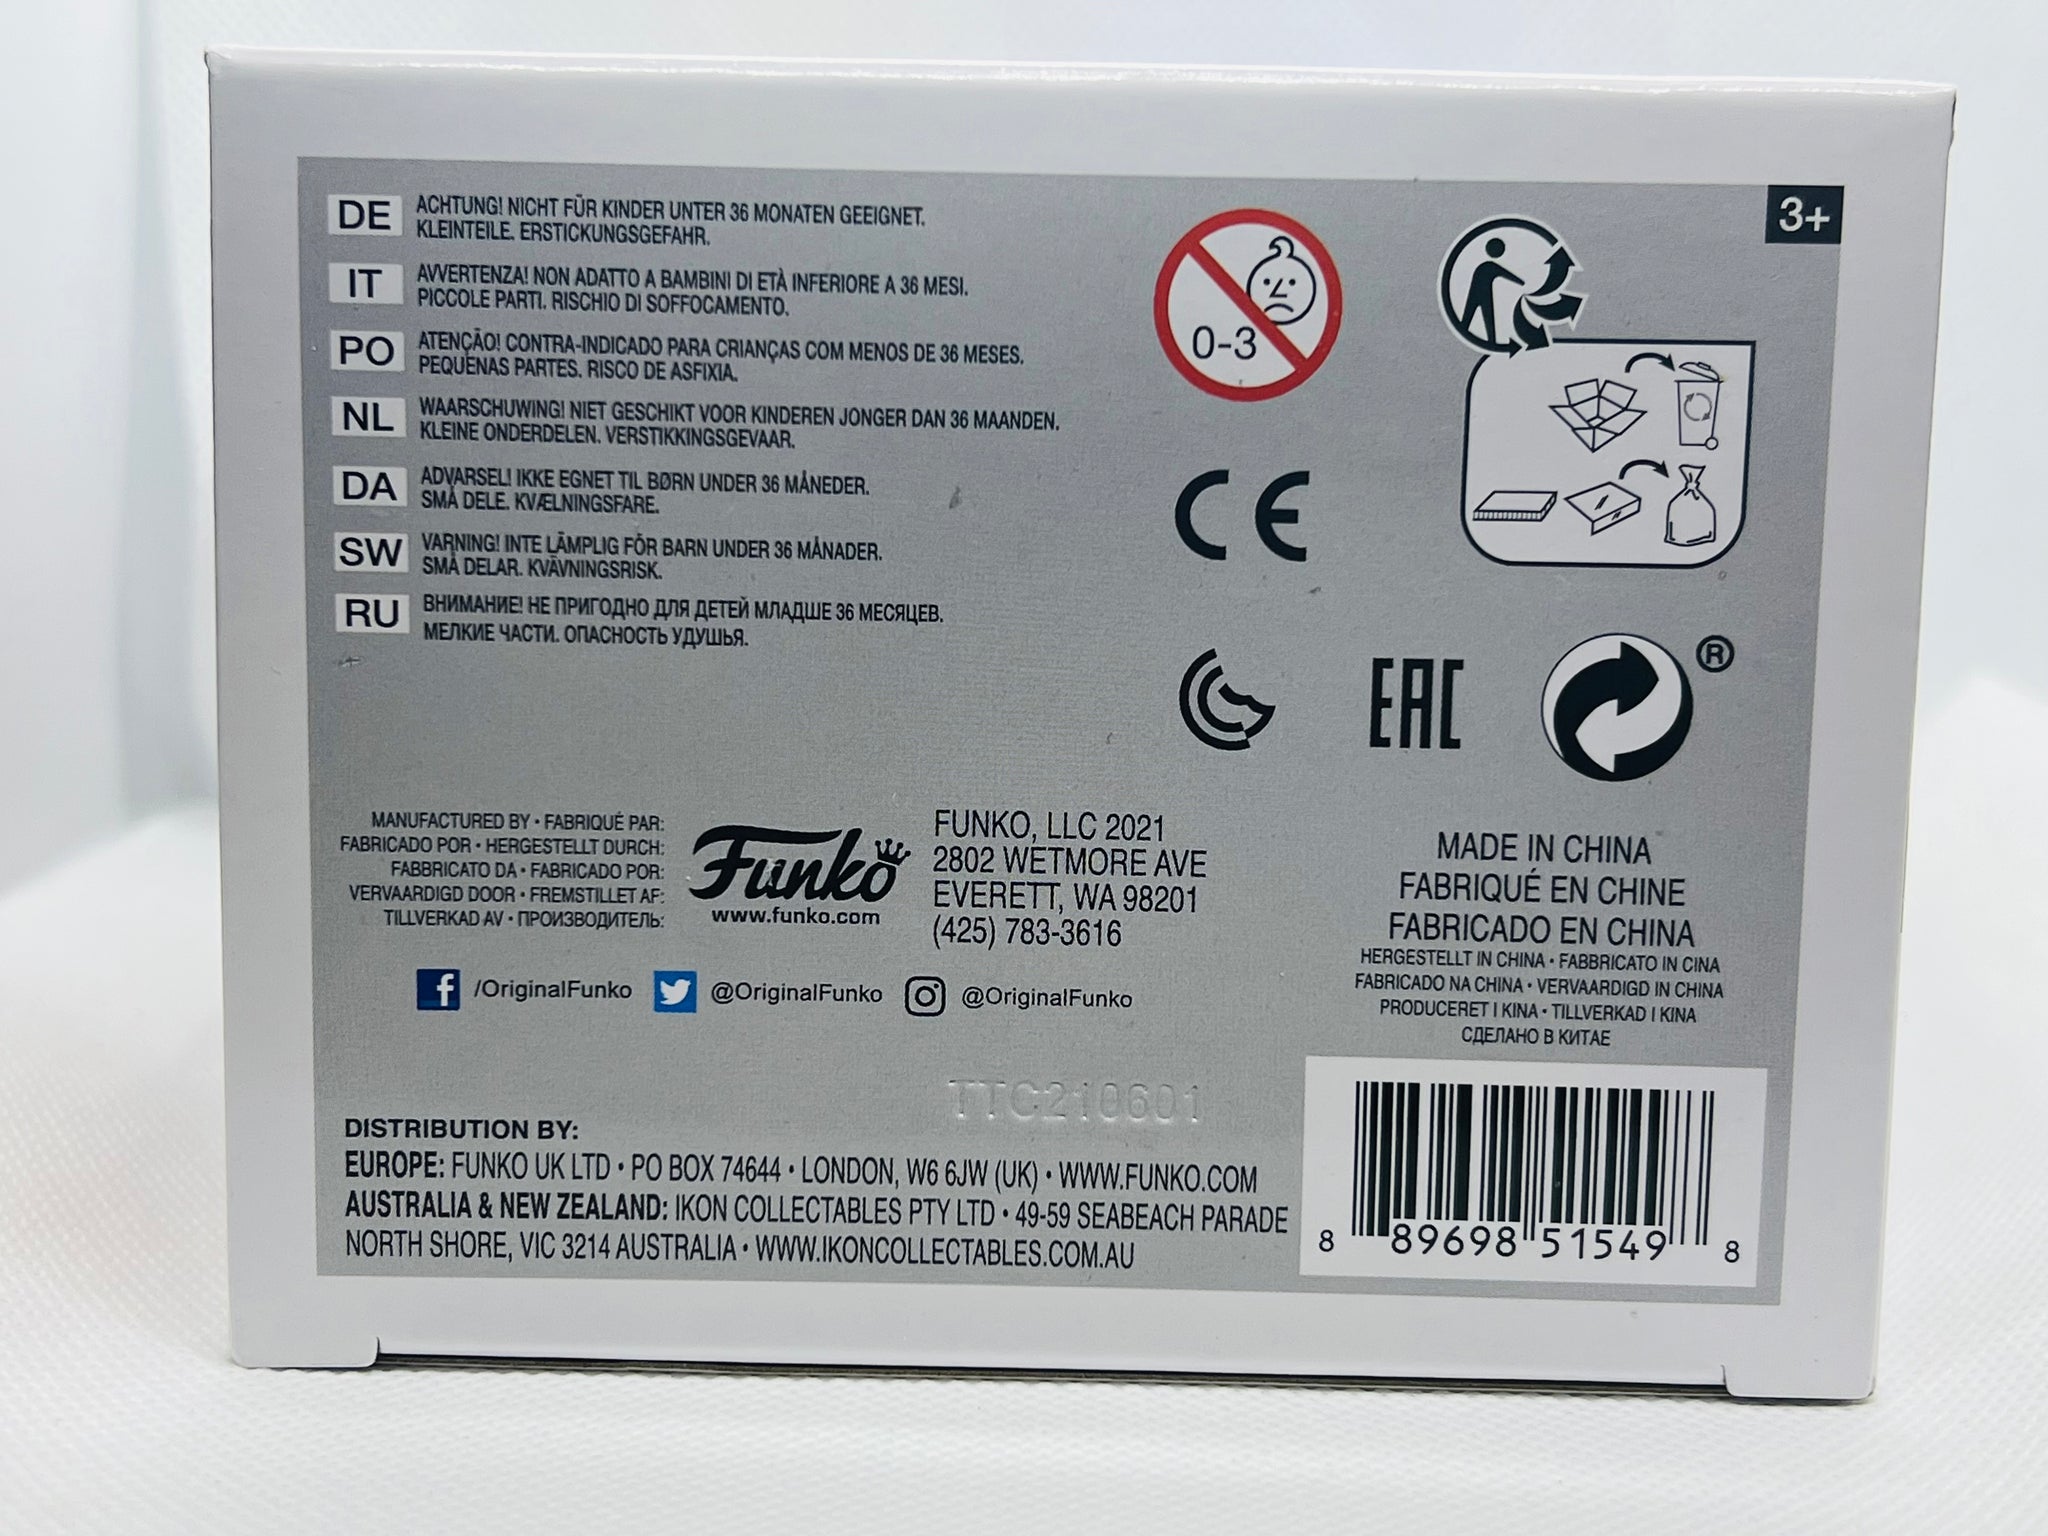 3+
DE ACHTUNG! NICHT FÜR KINDER UNTER 36 MONATEN GEEIGNET.
KLEINTEILE. ERSTICKUNGSGEFAHR.
IT AVVERTENZA! NON ADATTO A BAMBINI DI ETÀ INFERIORE A 36 MESI.
PICCOLE PARTI. RISCHIO DI SOFFOCAMENTO.
PO ATENÇÃO! CONTRA-INDICADO PARA CRIANÇAS COM MENOS DE 36 MESES.
PEQUENAS PARTES. RISCO DE ASFIXIA.
NL WAARSCHUWING! NIET GESCHIKT VOOR KINDEREN JONGER DAN 36 MAANDEN.
KLEINE ONDERDELEN. VERSTIKKINGSGEVAAR.
DA ADVARSEL! IKKE EGNET TIL BØRN UNDER 36 MÅNEDER.
SMÅ DELE. KVÆLNINGSFARE.
SW VARNING! INTE LÄMPLIG FÖR BARN UNDER 36 MÅNADER.
SMÅ DELAR. KVÄVNINGSRISK.
RU ВНИМАНИЕ! НЕ ПРИГОДНО ДЛЯ ДЕТЕЙ МЛАДШЕ 36 МЕСЯЦЕВ.
МЕЛКИЕ ЧАСТИ. ОПАСНОСТЬ УДУШЬЯ.
0-3
CE
EAC
®
MANUFACTURED BY • FABRIQUÉ PAR:
FABRICADO POR • HERGESTELLT DURCH:
FABBRICATO DA • FABRICADO POR:
VERVAARDIGD DOOR • FREMSTILLET AF:
TILLVERKAD AV • ПРОИЗВОДИТЕЛЬ:
Funko
www.funko.com
FUNKO, LLC 2021
2802 WETMORE AVE
EVERETT, WA 98201
(425) 783-3616
/OriginalFunko @OriginalFunko @OriginalFunko
MADE IN CHINA
FABRIQUÉ EN CHINE
FABRICADO EN CHINA
HERGESTELLT IN CHINA • FABBRICATO IN CINA
FABRICADO NA CHINA • VERVAARDIGD IN CHINA
PRODUCERET I KINA • TILLVERKAD I KINA
СДЕЛАНО В КИТАЕ
TTC210601
DISTRIBUTION BY:
EUROPE: FUNKO UK LTD • PO BOX 74644 • LONDON, W6 6JW (UK) • WWW.FUNKO.COM
AUSTRALIA & NEW ZEALAND: IKON COLLECTABLES PTY LTD • 49-59 SEABEACH PARADE
NORTH SHORE, VIC 3214 AUSTRALIA • WWW.IKONCOLLECTABLES.COM.AU
8 89698 51549 8